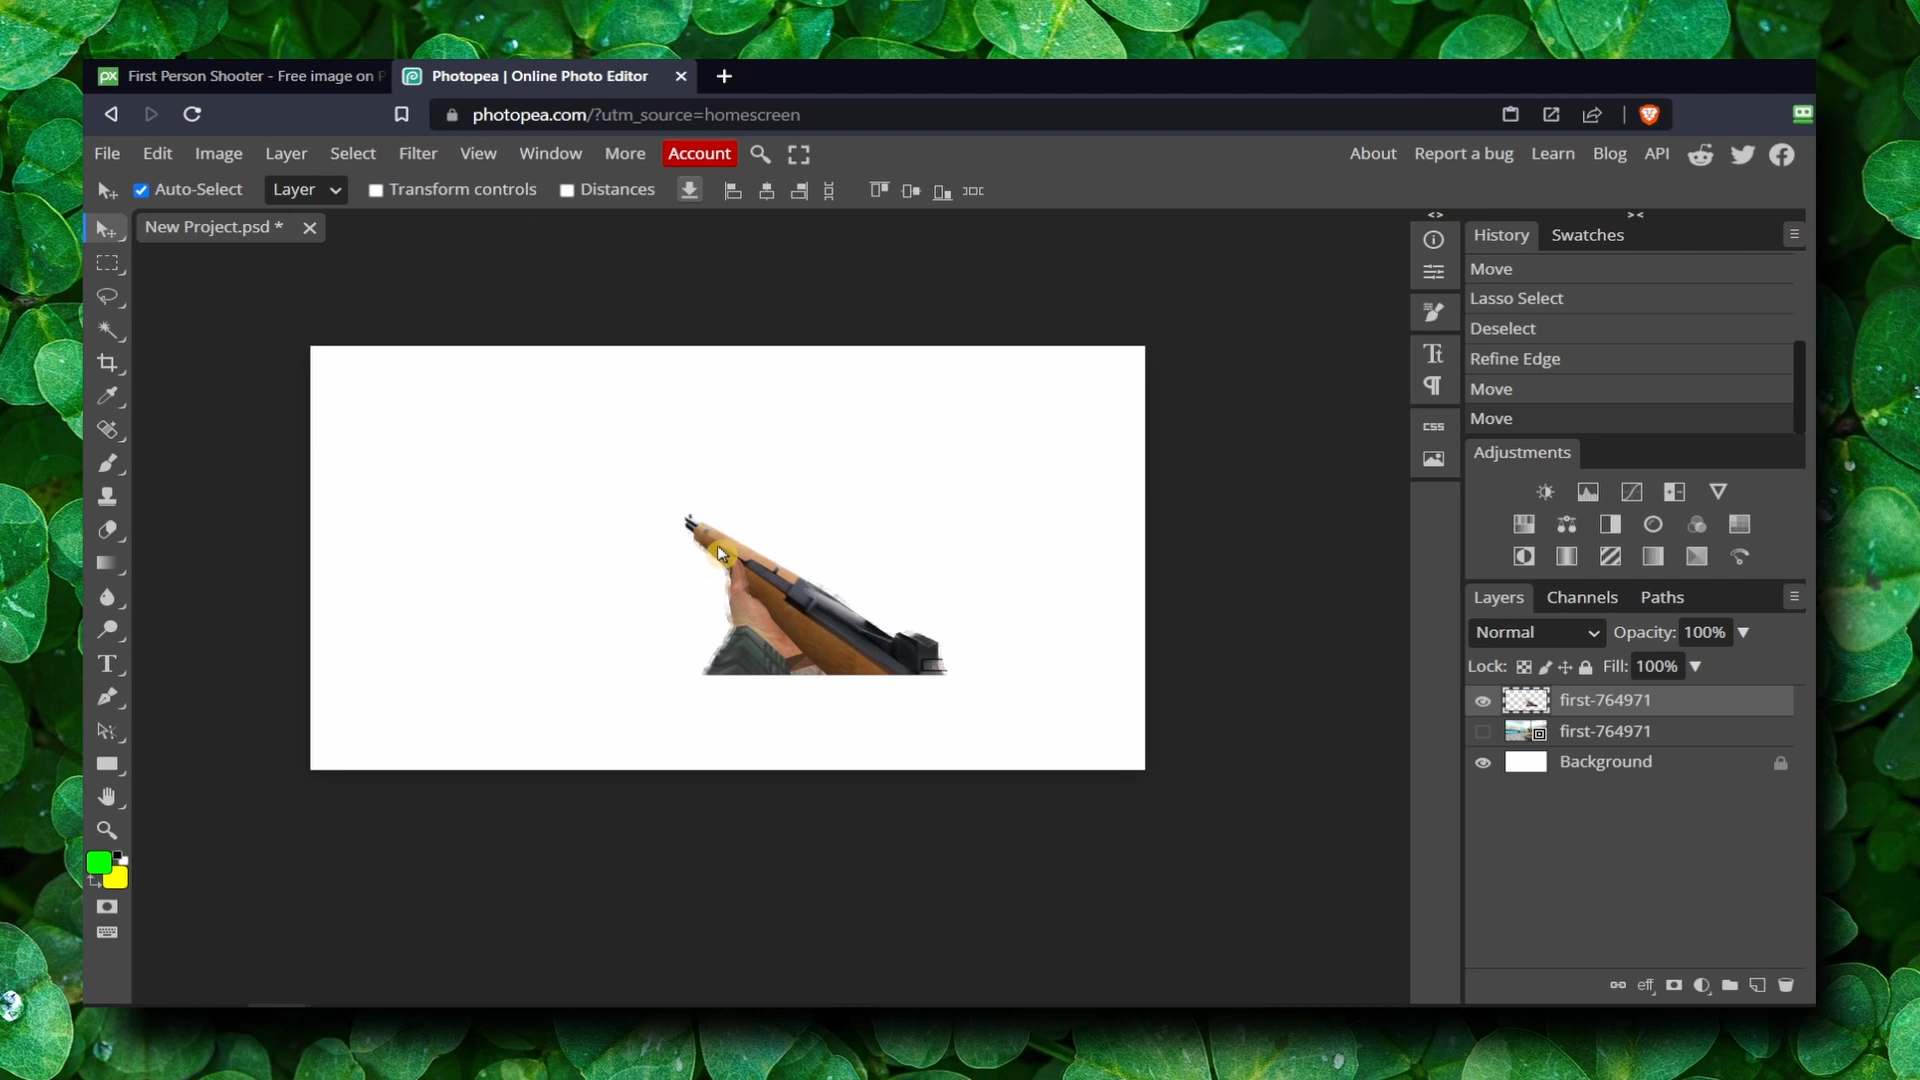 First Person Shooter - Free image on P
Photopea | Online Photo Editor
photopea.com/?utm_source=homescreen
File Edit Image Layer Select Filter View Window More Account
About Report a bug Learn Blog API
Auto-Select Layer Transform controls Distances
New Project.psd *
History Swatches
Move
Lasso Select
Deselect
Refine Edge
Move
Move
CSS
Adjustments
Layers Channels Paths
Normal Opacity: 100%
Lock: Fill: 100%
first-764971
first-764971
Background
eff